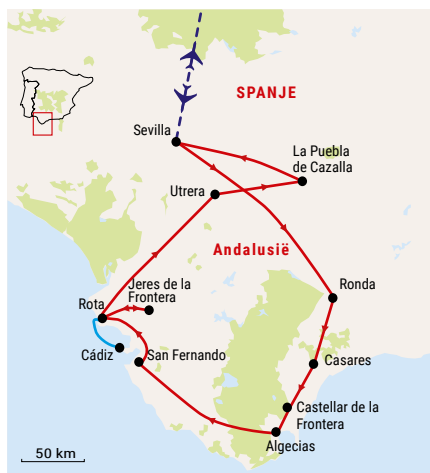 SPANJE
Sevilla
La Puebla
de Cazalla
Utrera
Andalusië
Jeres de la
Frontera
Ronda
Rota
Cádiz
San Fernando
Casares
Castellar de la
Frontera
Algecias
50 km